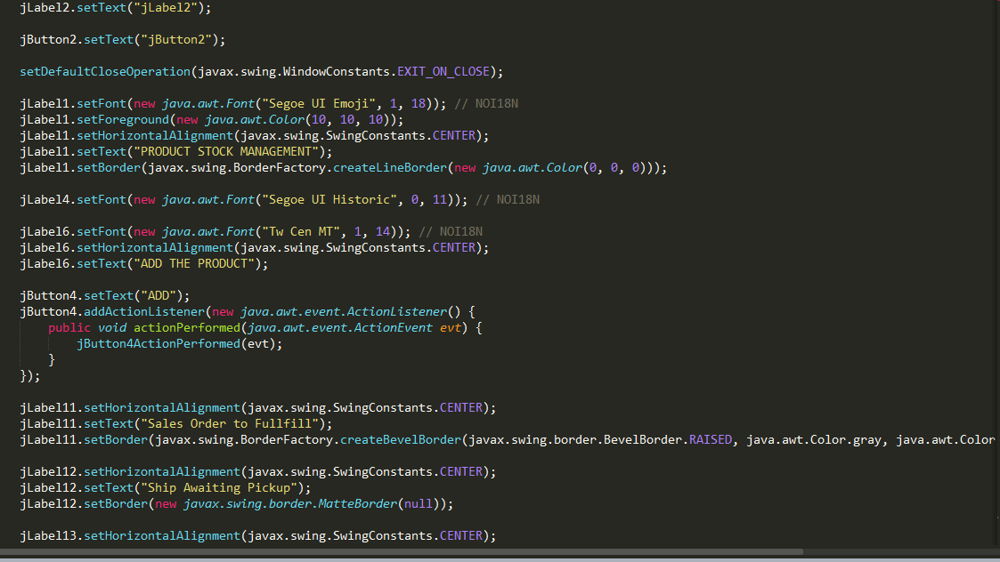 jLabel2.setText("jLabel2");
jButton2.setText("jButton2");
setDefaultCloseOperation(javax.swing.WindowConstants.EXIT_ON_CLOSE);
jLabel1.setFont(new java.awt.Font("Segoe UI Emoji", 1, 18)); // NOI18N
jLabel1.setForeground(new java.awt.Color(10, 10, 10));
jLabel1.setHorizontalAlignment(javax.swing.SwingConstants.CENTER);
jLabel1.setText("PRODUCT STOCK MANAGEMENT");
jLabel1.setBorder(javax.swing.BorderFactory.createLineBorder(new java.awt.Color(0, 0, 0)));
jLabel4.setFont(new java.awt.Font("Segoe UI Historic", 0, 11)); // NOI18N
jLabel6.setFont(new java.awt.Font("Tw Cen MT", 1, 14)); // NOI18N
jLabel6.setHorizontalAlignment(javax.swing.SwingConstants.CENTER);
jLabel6.setText("ADD THE PRODUCT");
jButton4.setText("ADD");
jButton4.addActionListener(new java.awt.event.ActionListener() {
    public void actionPerformed(java.awt.event.ActionEvent evt) {
        jButton4ActionPerformed(evt);
    }
});
jLabel11.setHorizontalAlignment(javax.swing.SwingConstants.CENTER);
jLabel11.setText("Sales Order to Fullfill");
jLabel11.setBorder(javax.swing.BorderFactory.createBevelBorder(javax.swing.border.BevelBorder.RAISED, java.awt.Color.gray, java.awt.Color
jLabel12.setHorizontalAlignment(javax.swing.SwingConstants.CENTER);
jLabel12.setText("Ship Awaiting Pickup");
jLabel12.setBorder(new javax.swing.border.MatteBorder(null));
jLabel13.setHorizontalAlignment(javax.swing.SwingConstants.CENTER);